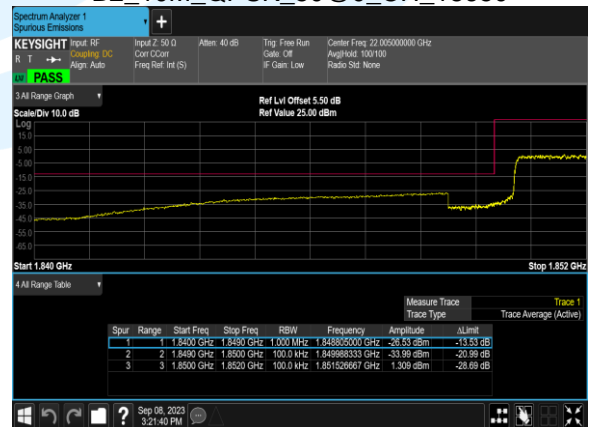 Spectrum Analyzer 1
Spurious Emissions
+
KEYSIGHT Input: RF Input Z: 50 Ω Atten: 40 dB Trig: Free Run Center Freq: 22.005000000 GHz
R T Coupling: DC Corr CCorr Gate: Off Avg|Hold: 100/100
Align: Auto Freq Ref: Int (S) IF Gain: Low Radio Std: None
LV PASS
3 All Range Graph
Ref Lvl Offset 5.50 dB
Scale/Div 10.0 dB Ref Value 25.00 dBm
Log
15.0
5.00
-5.00
-15.0
-25.0
-35.0
-45.0
-55.0
-65.0
Start 1.840 GHz Stop 1.852 GHz
4 All Range Table
Measure Trace Trace 1
Trace Type Trace Average (Active)
Spur Range Start Freq Stop Freq RBW Frequency Amplitude ΔLimit
1 1 1.8400 GHz 1.8490 GHz 1.000 MHz 1.848805000 GHz -26.53 dBm -13.53 dB
2 2 1.8490 GHz 1.8500 GHz 100.0 kHz 1.849988333 GHz -33.99 dBm -20.99 dB
3 3 1.8500 GHz 1.8520 GHz 100.0 kHz 1.851526667 GHz 1.309 dBm -28.69 dB
? Sep 08, 2023
3:21:40 PM